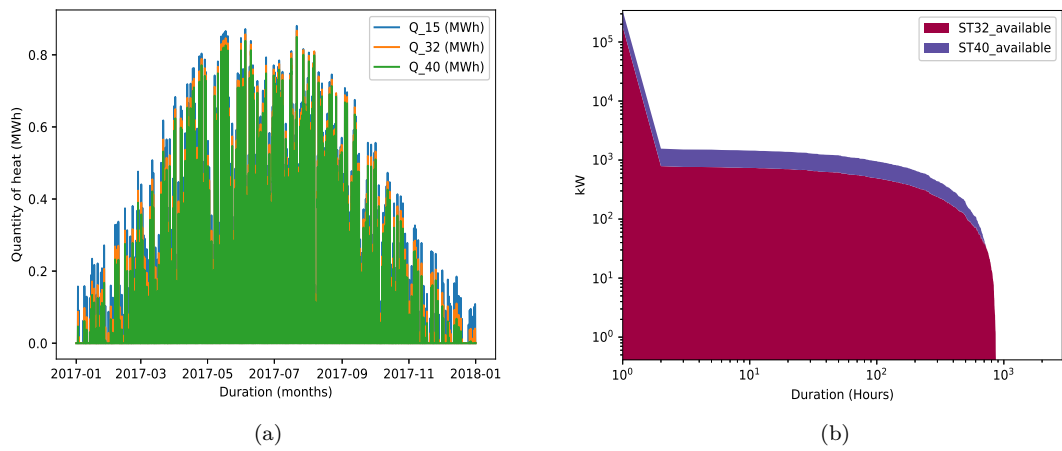 Q_15 (MWh)
Q_32 (MWh)
Q_40 (MWh)
Quantity of heat (MWh)
0.8
0.6
0.4
0.2
0.0
2017-01 2017-03 2017-05 2017-07 2017-09 2017-11 2018-01
Duration (months)
(a)
ST32_available
ST40_available
kW
10^5
10^4
10^3
10^2
10^1
10^0
10^0 10^1 10^2 10^3
Duration (Hours)
(b)